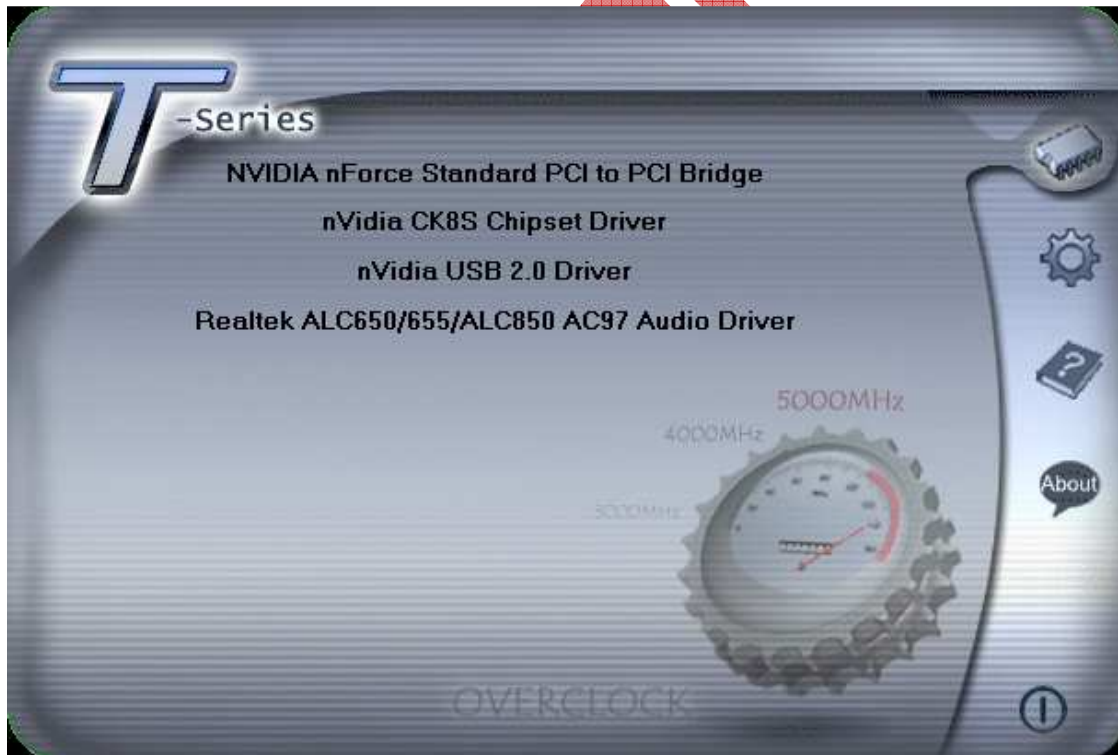 T
-Series
NVIDIA nForce Standard PCI to PCI Bridge
nVidia CK8S Chipset Driver
nVidia USB 2.0 Driver
Realtek ALC650/655/ALC850 AC97 Audio Driver
5000MHz
4000MHz
3000MHz
?
About
OVERCLOCK